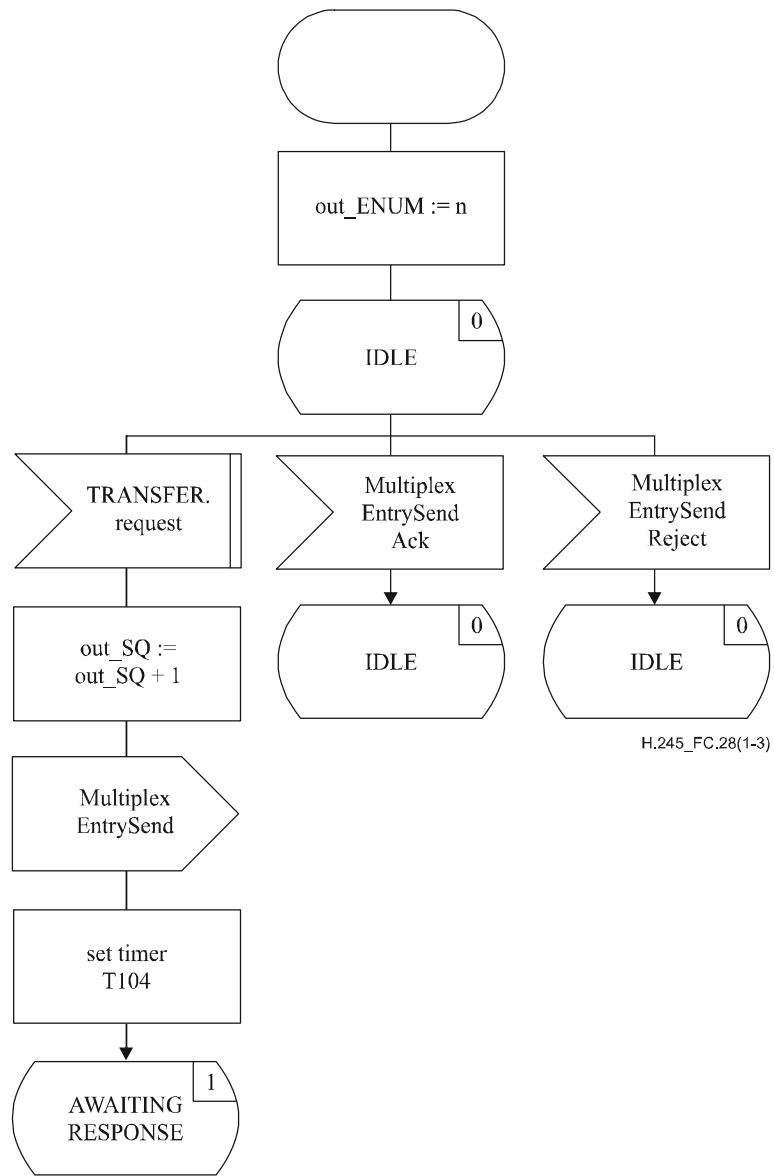 out_ENUM := n
0
IDLE
TRANSFER.
request
Multiplex
EntrySend
Ack
Multiplex
EntrySend
Reject
out_SQ :=
out_SQ + 1
0
IDLE
0
IDLE
H.245_FC.28(1-3)
Multiplex
EntrySend
set timer
T104
1
AWAITING
RESPONSE